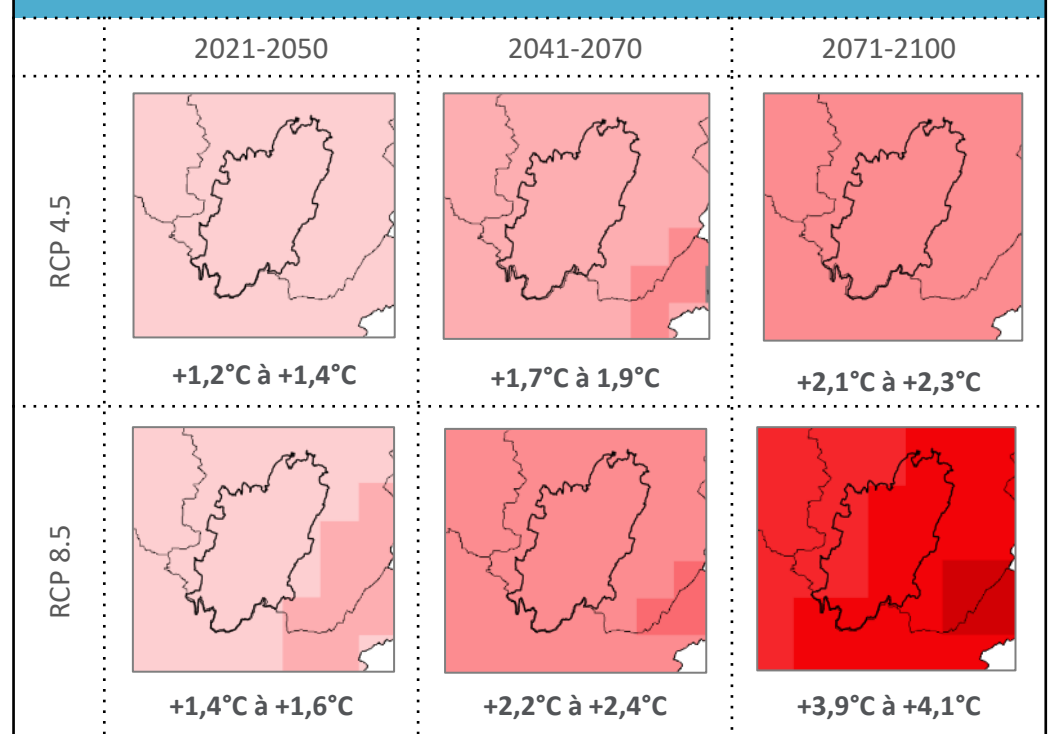 2021-2050 2041-2070 2071-2100
RCP 4.5
+1,2°C à +1,4°C +1,7°C à 1,9°C +2,1°C à +2,3°C
RCP 8.5
+1,4°C à +1,6°C +2,2°C à +2,4°C +3,9°C à +4,1°C